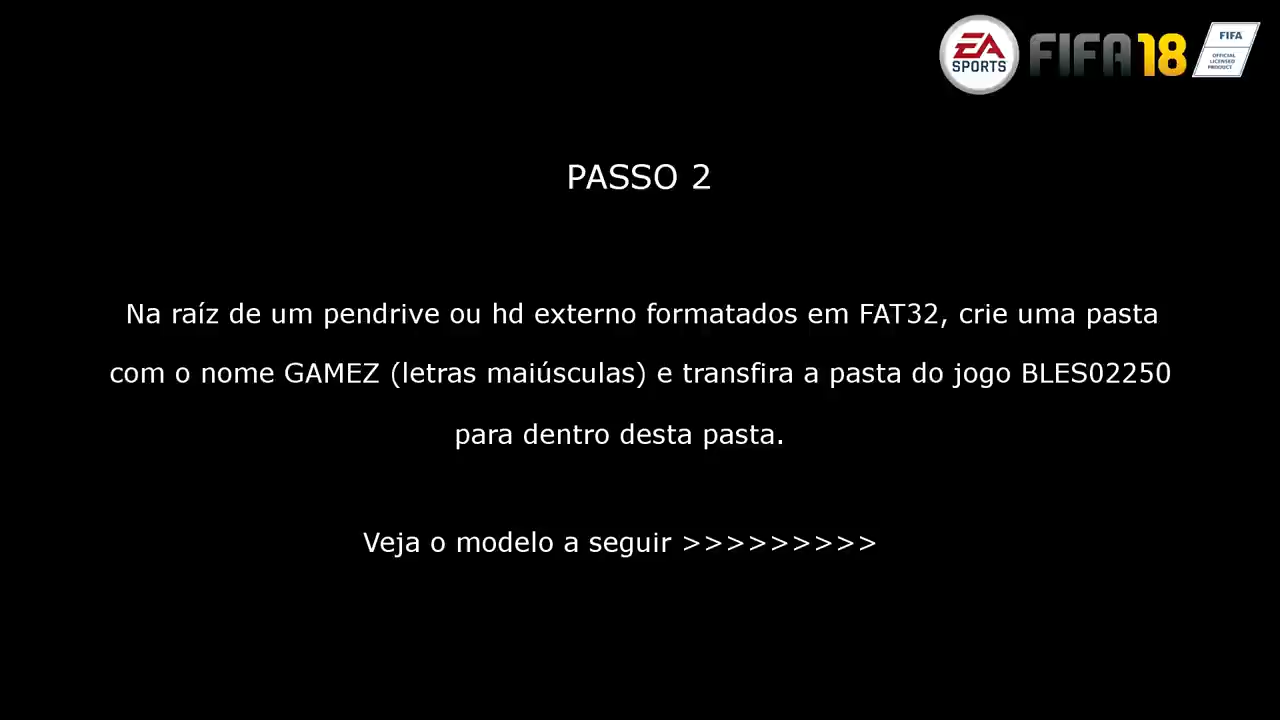 EA SPORTS FIFA 18 FIFA
OFFICIAL
LICENSED
PRODUCT
PASSO 2
Na raíz de um pendrive ou hd externo formatados em FAT32, crie uma pasta
com o nome GAMEZ (letras maiúsculas) e transfira a pasta do jogo BLES02250
para dentro desta pasta.
Veja o modelo a seguir >>>>>>>>>